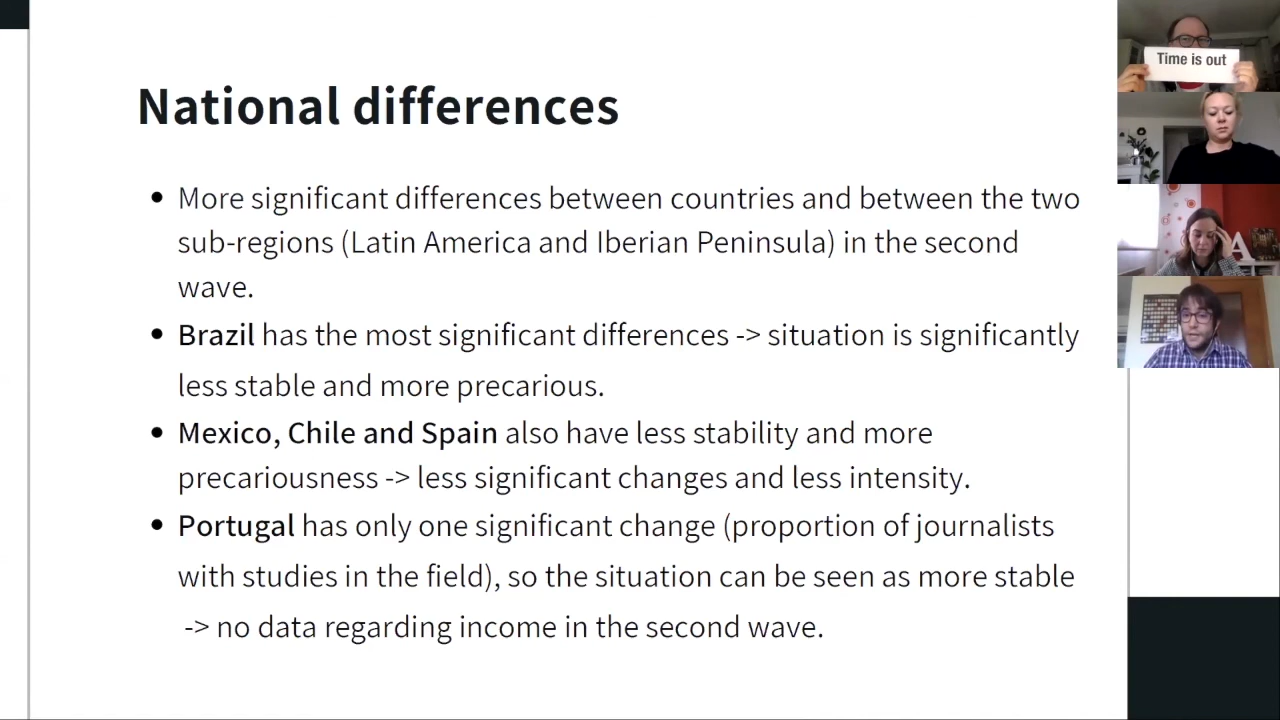 National differences
• More significant differences between countries and between the two
sub-regions (Latin America and Iberian Peninsula) in the second
wave.
• Brazil has the most significant differences -> situation is significantly
less stable and more precarious.
• Mexico, Chile and Spain also have less stability and more
precariousness -> less significant changes and less intensity.
• Portugal has only one significant change (proportion of journalists
with studies in the field), so the situation can be seen as more stable
-> no data regarding income in the second wave.
Time is out
A